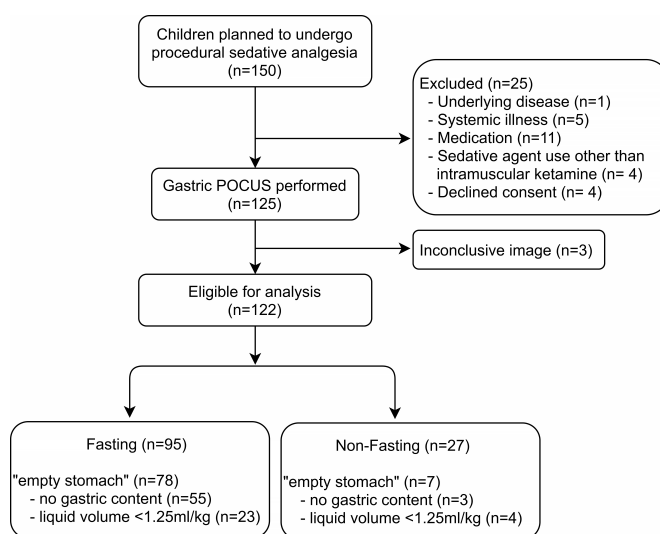 Children planned to undergo
procedural sedative analgesia
(n=150)
Excluded (n=25)
- Underlying disease (n=1)
- Systemic illness (n=5)
- Medication (n=11)
- Sedative agent use other than
intramuscular ketamine (n= 4)
- Declined consent (n= 4)
Gastric POCUS performed
(n=125)
Inconclusive image (n=3)
Eligible for analysis
(n=122)
Fasting (n=95)
"empty stomach" (n=78)
- no gastric content (n=55)
- liquid volume <1.25ml/kg (n=23)
Non-Fasting (n=27)
"empty stomach" (n=7)
- no gastric content (n=3)
- liquid volume <1.25ml/kg (n=4)